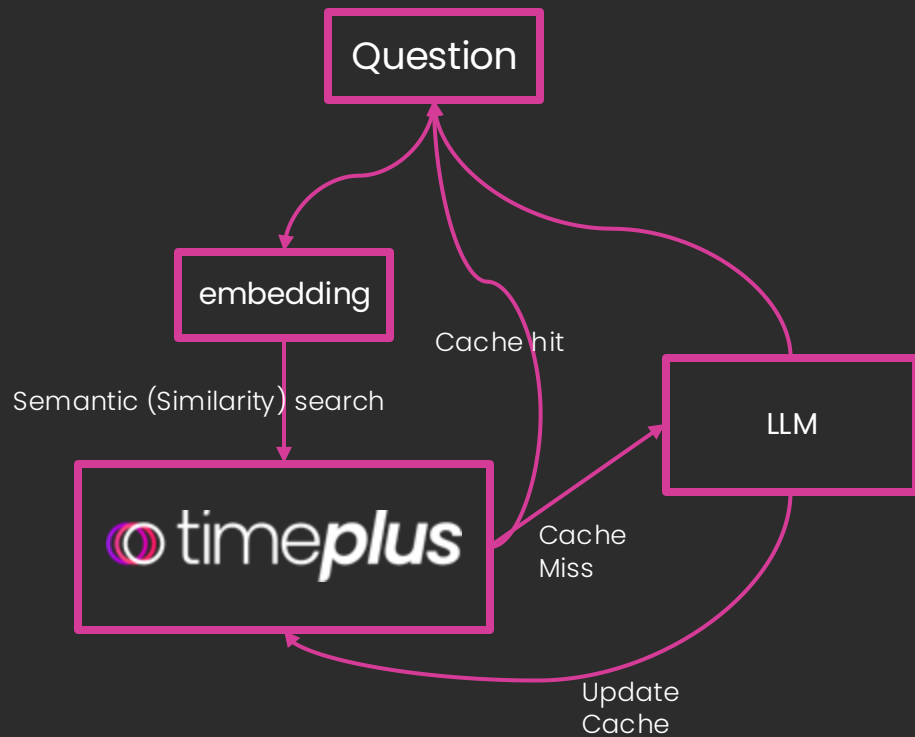 Question
embedding
Cache hit
Semantic (Similarity) search
LLM
timeplus
Cache
Miss
Update
Cache